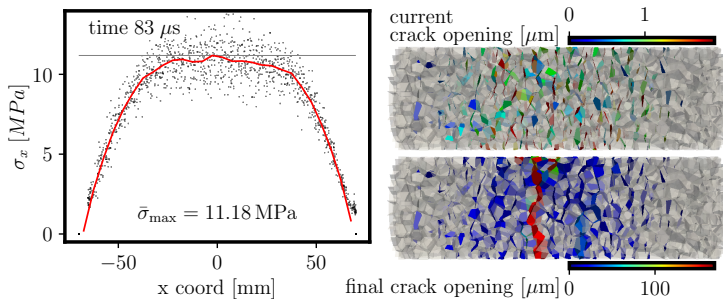 time 83 μs
10
5
0
σx [MPa]
σ̄max = 11.18 MPa
−50
0
50
x coord [mm]
current
crack opening [μm]
0
1
final crack opening [μm]
0
100